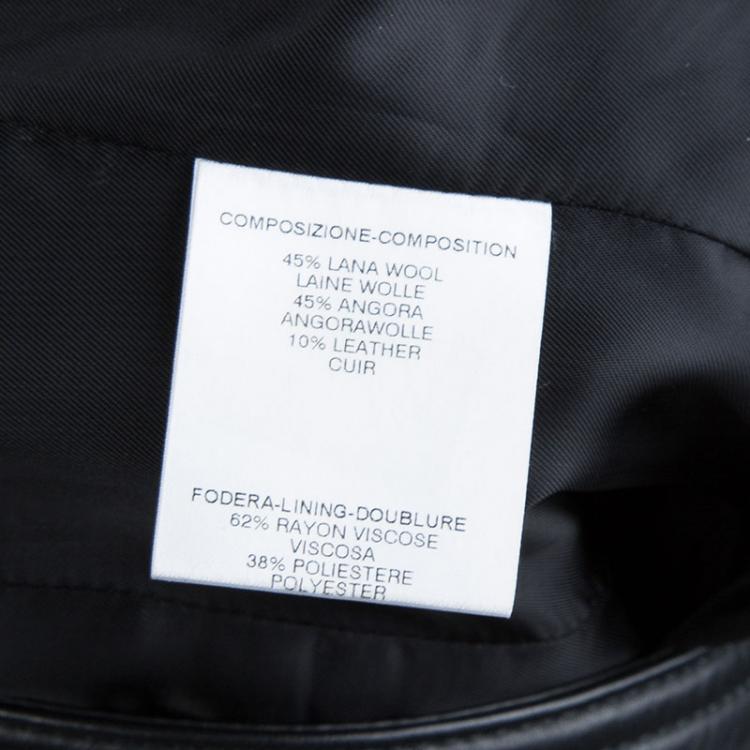 COMPOSIZIONE-COMPOSITION
45% LANA WOOL
LAINE WOLLE
45% ANGORA
ANGORAWOLLE
10% LEATHER
CUIR
FODERA-LINING-DOUBLURE
62% RAYON VISCOSE
VISCOSA
38% POLIESTERE
POLYESTER